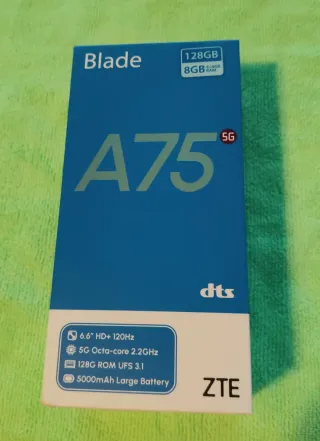 Blade
128GB
8GB
A75 5G
dts
6.6" HD+ 120Hz
5G Octa-core 2.2GHz
128G ROM UFS 3.1
5000mAh Large Battery
ZTE